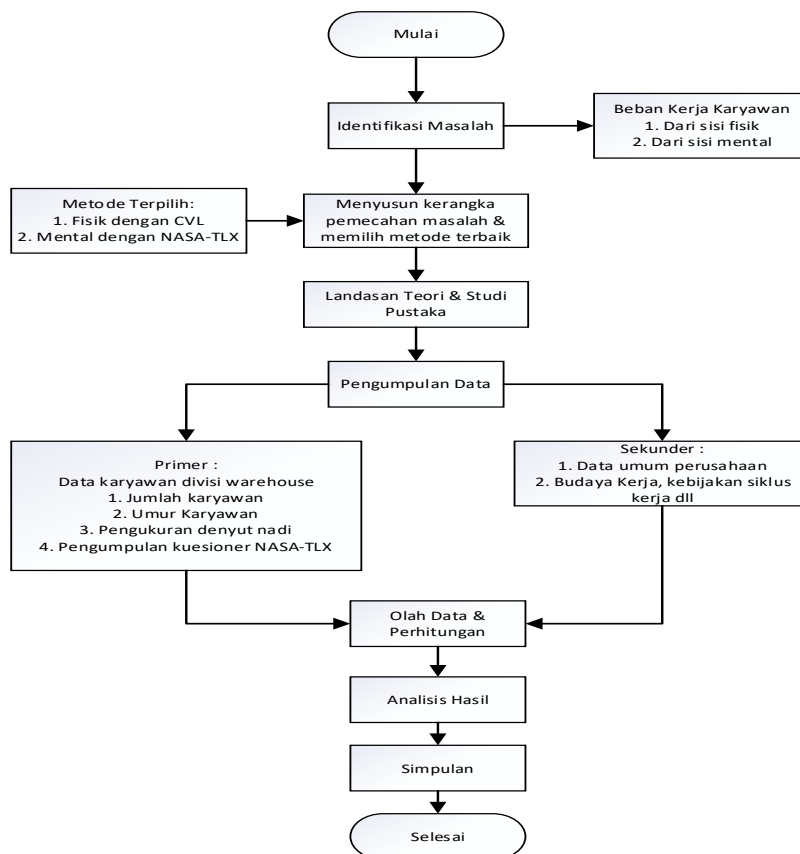 Mulai
Identifikasi Masalah
Beban Kerja Karyawan
1. Dari sisi fisik
2. Dari sisi mental
Metode Terpilih:
1. Fisik dengan CVL
2. Mental dengan NASA-TLX
Menyusun kerangka
pemecahan masalah &
memilih metode terbaik
Landasan Teori & Studi
Pustaka
Pengumpulan Data
Primer :
Data karyawan divisi warehouse
1. Jumlah karyawan
2. Umur Karyawan
3. Pengukuran denyut nadi
4. Pengumpulan kuesioner NASA-TLX
Sekunder :
1. Data umum perusahaan
2. Budaya Kerja, kebijakan siklus
kerja dll
Olah Data &
Perhitungan
Analisis Hasil
Simpulan
Selesai